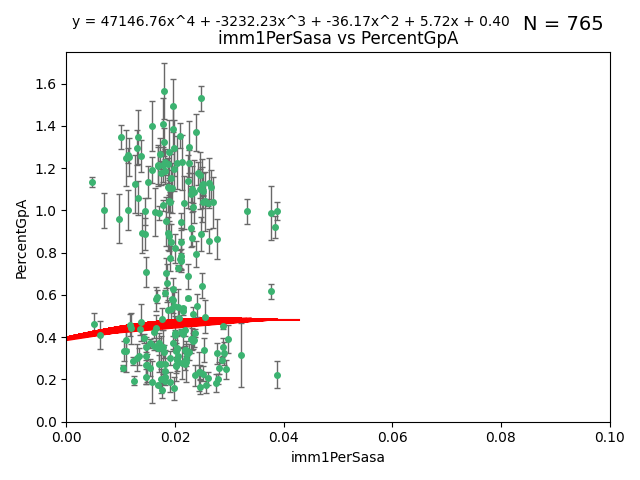 y = 47146.76x^4 + -3232.23x^3 + -36.17x^2 + 5.72x + 0.40 N = 765
imm1PerSasa vs PercentGpA
1.6
1.4
1.2
1.0
0.8
0.6
0.4
0.2
0.0
PercentGpA
0.00 0.02 0.04 0.06 0.08 0.10
imm1PerSasa